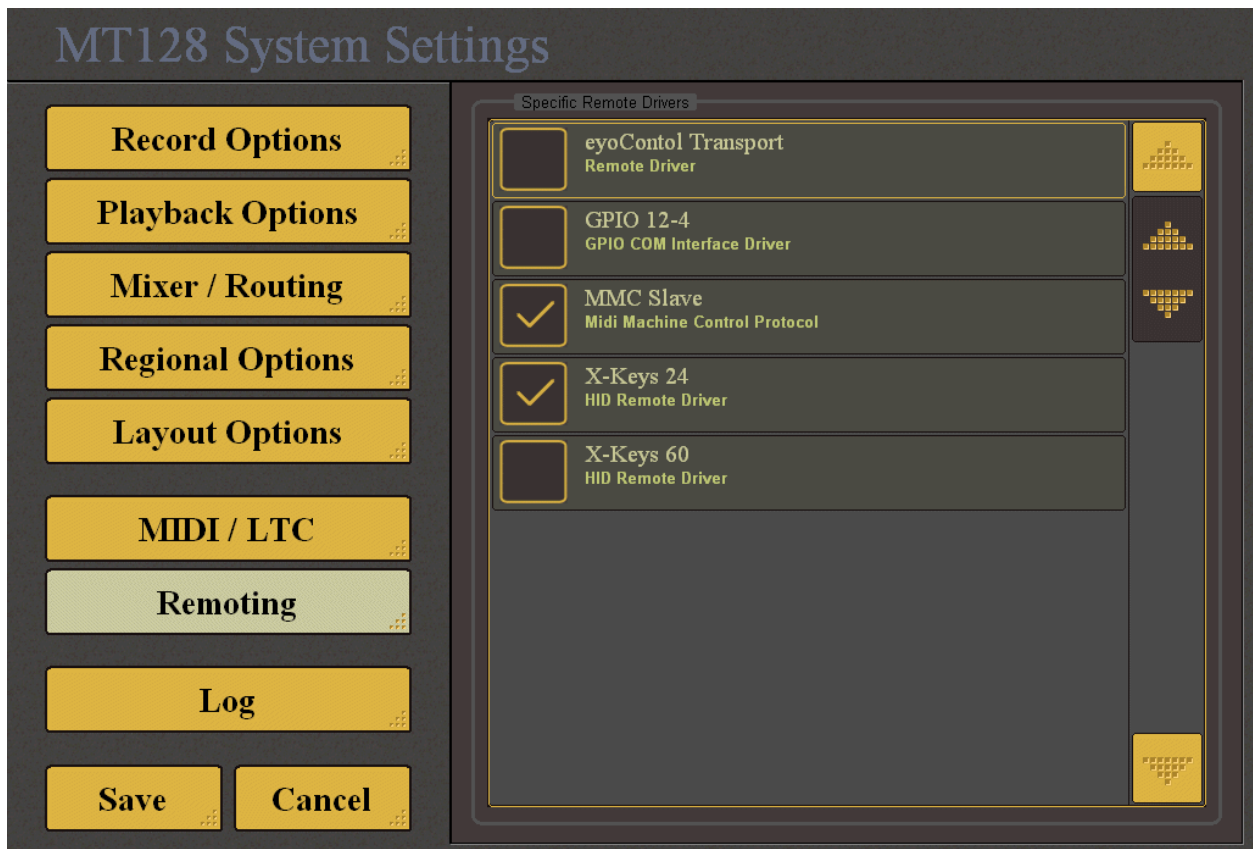 MT128 System Settings
Record Options
Playback Options
Mixer / Routing
Regional Options
Layout Options
MIDI / LTC
Remoting
Log
Save
Cancel
Specific Remote Drivers
eyoContol Transport
Remote Driver
GPIO 12-4
GPIO COM Interface Driver
MMC Slave
Midi Machine Control Protocol
X-Keys 24
HID Remote Driver
X-Keys 60
HID Remote Driver